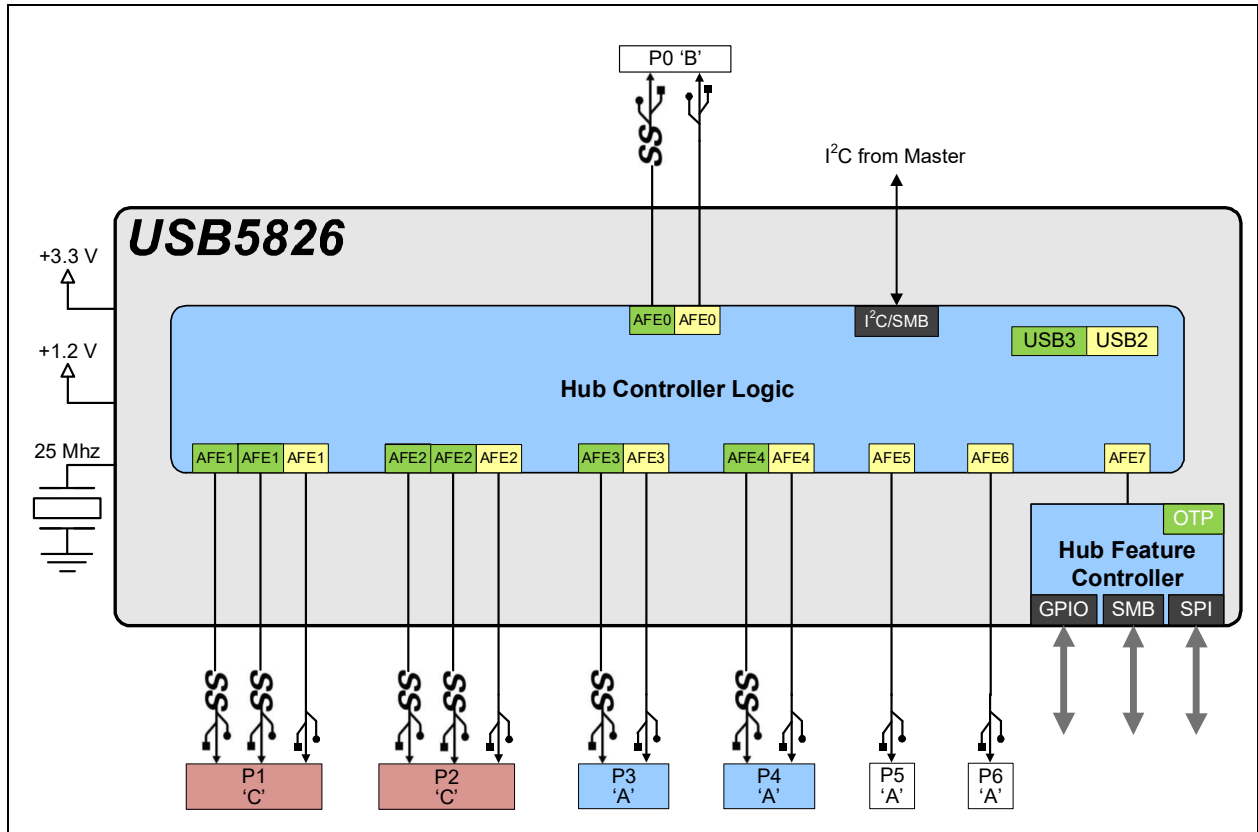 P0 ‘B’
SS
I²C from Master
USB5826
+3.3 V
AFE0 AFE0
I²C/SMB
USB3 USB2
+1.2 V
Hub Controller Logic
25 Mhz
AFE1 AFE1 AFE1
AFE2 AFE2 AFE2
AFE3 AFE3
AFE4 AFE4
AFE5
AFE6
AFE7
OTP
Hub Feature
Controller
GPIO SMB SPI
SS SS
SS SS
SS
SS
P1
‘C’
P2
‘C’
P3
‘A’
P4
‘A’
P5
‘A’
P6
‘A’